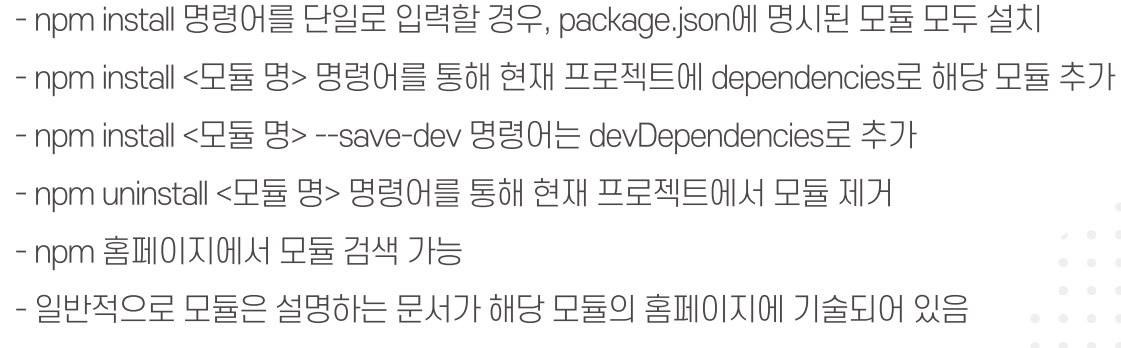 - npm install 명령어를 단일로 입력할 경우, package.json에 명시된 모듈 모두 설치
- npm install <모듈 명> 명령어를 통해 현재 프로젝트에 dependencies로 해당 모듈 추가
- npm install <모듈 명> --save-dev 명령어는 devDependencies로 추가
- npm uninstall <모듈 명> 명령어를 통해 현재 프로젝트에서 모듈 제거
- npm 홈페이지에서 모듈 검색 가능
- 일반적으로 모듈은 설명하는 문서가 해당 모듈의 홈페이지에 기술되어 있음